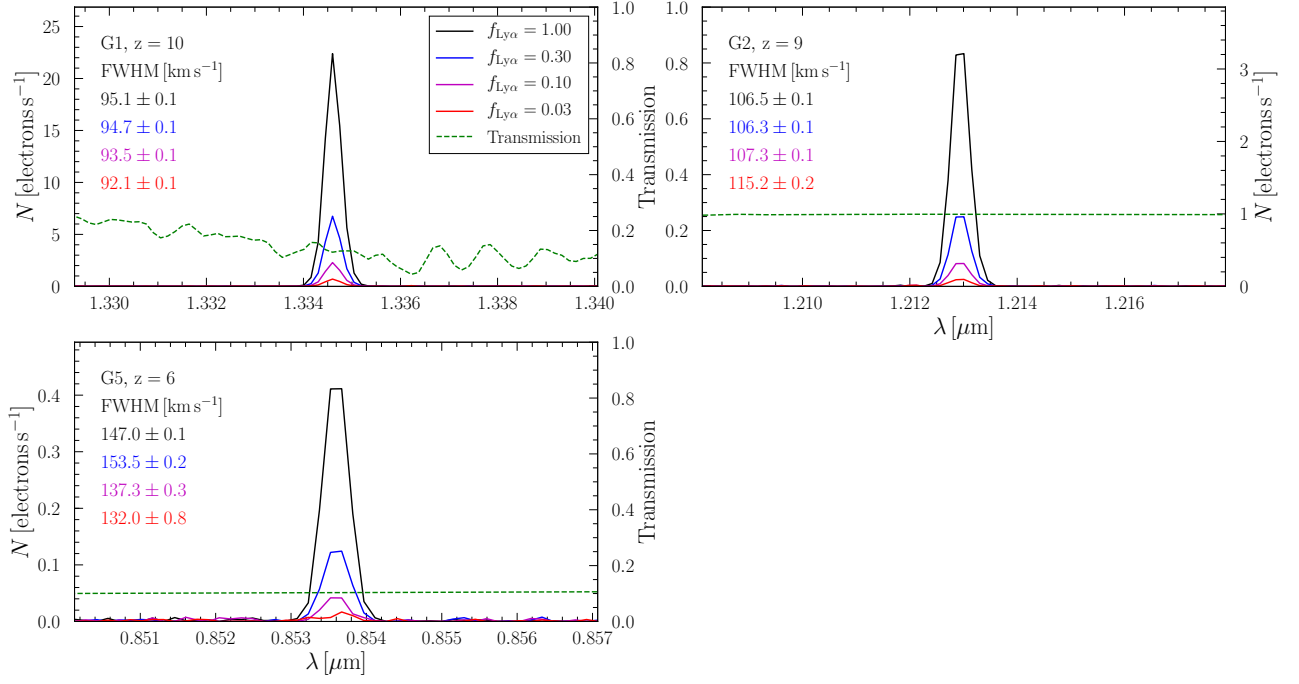 G1, z = 10
FWHM [km s⁻¹]
95.1 ± 0.1
94.7 ± 0.1
93.5 ± 0.1
92.1 ± 0.1
f_Lyα = 1.00
f_Lyα = 0.30
f_Lyα = 0.10
f_Lyα = 0.03
Transmission
N [electrons s⁻¹]
0
5
10
15
20
25
1.330
1.332
1.334
1.336
1.338
1.340
0.0
0.2
0.4
0.6
0.8
1.0
Transmission
G2, z = 9
FWHM [km s⁻¹]
106.5 ± 0.1
106.3 ± 0.1
107.3 ± 0.1
115.2 ± 0.2
0.0
0.2
0.4
0.6
0.8
1.0
1.210
1.212
1.214
1.216
λ [μm]
0
1
2
3
N [electrons s⁻¹]
G5, z = 6
FWHM [km s⁻¹]
147.0 ± 0.1
153.5 ± 0.2
137.3 ± 0.3
132.0 ± 0.8
N [electrons s⁻¹]
0.0
0.1
0.2
0.3
0.4
0.851
0.852
0.853
0.854
0.855
0.856
0.857
λ [μm]
0.0
0.2
0.4
0.6
0.8
1.0
Transmission